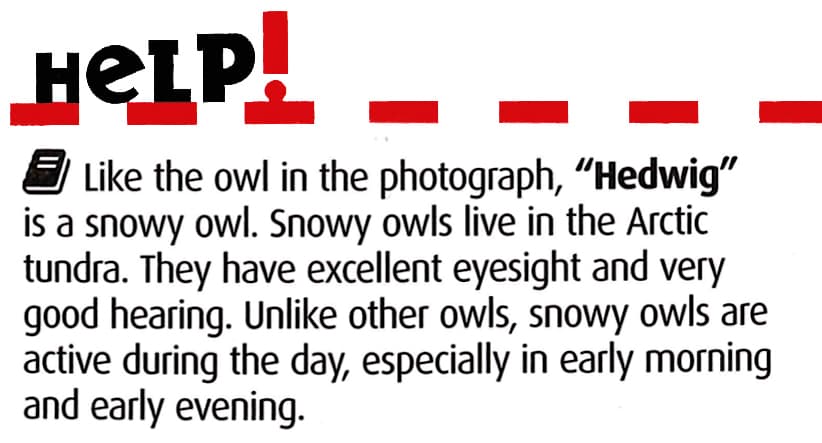 HeLP!
Like the owl in the photograph, “Hedwig”
is a snowy owl. Snowy owls live in the Arctic
tundra. They have excellent eyesight and very
good hearing. Unlike other owls, snowy owls are
active during the day, especially in early morning
and early evening.